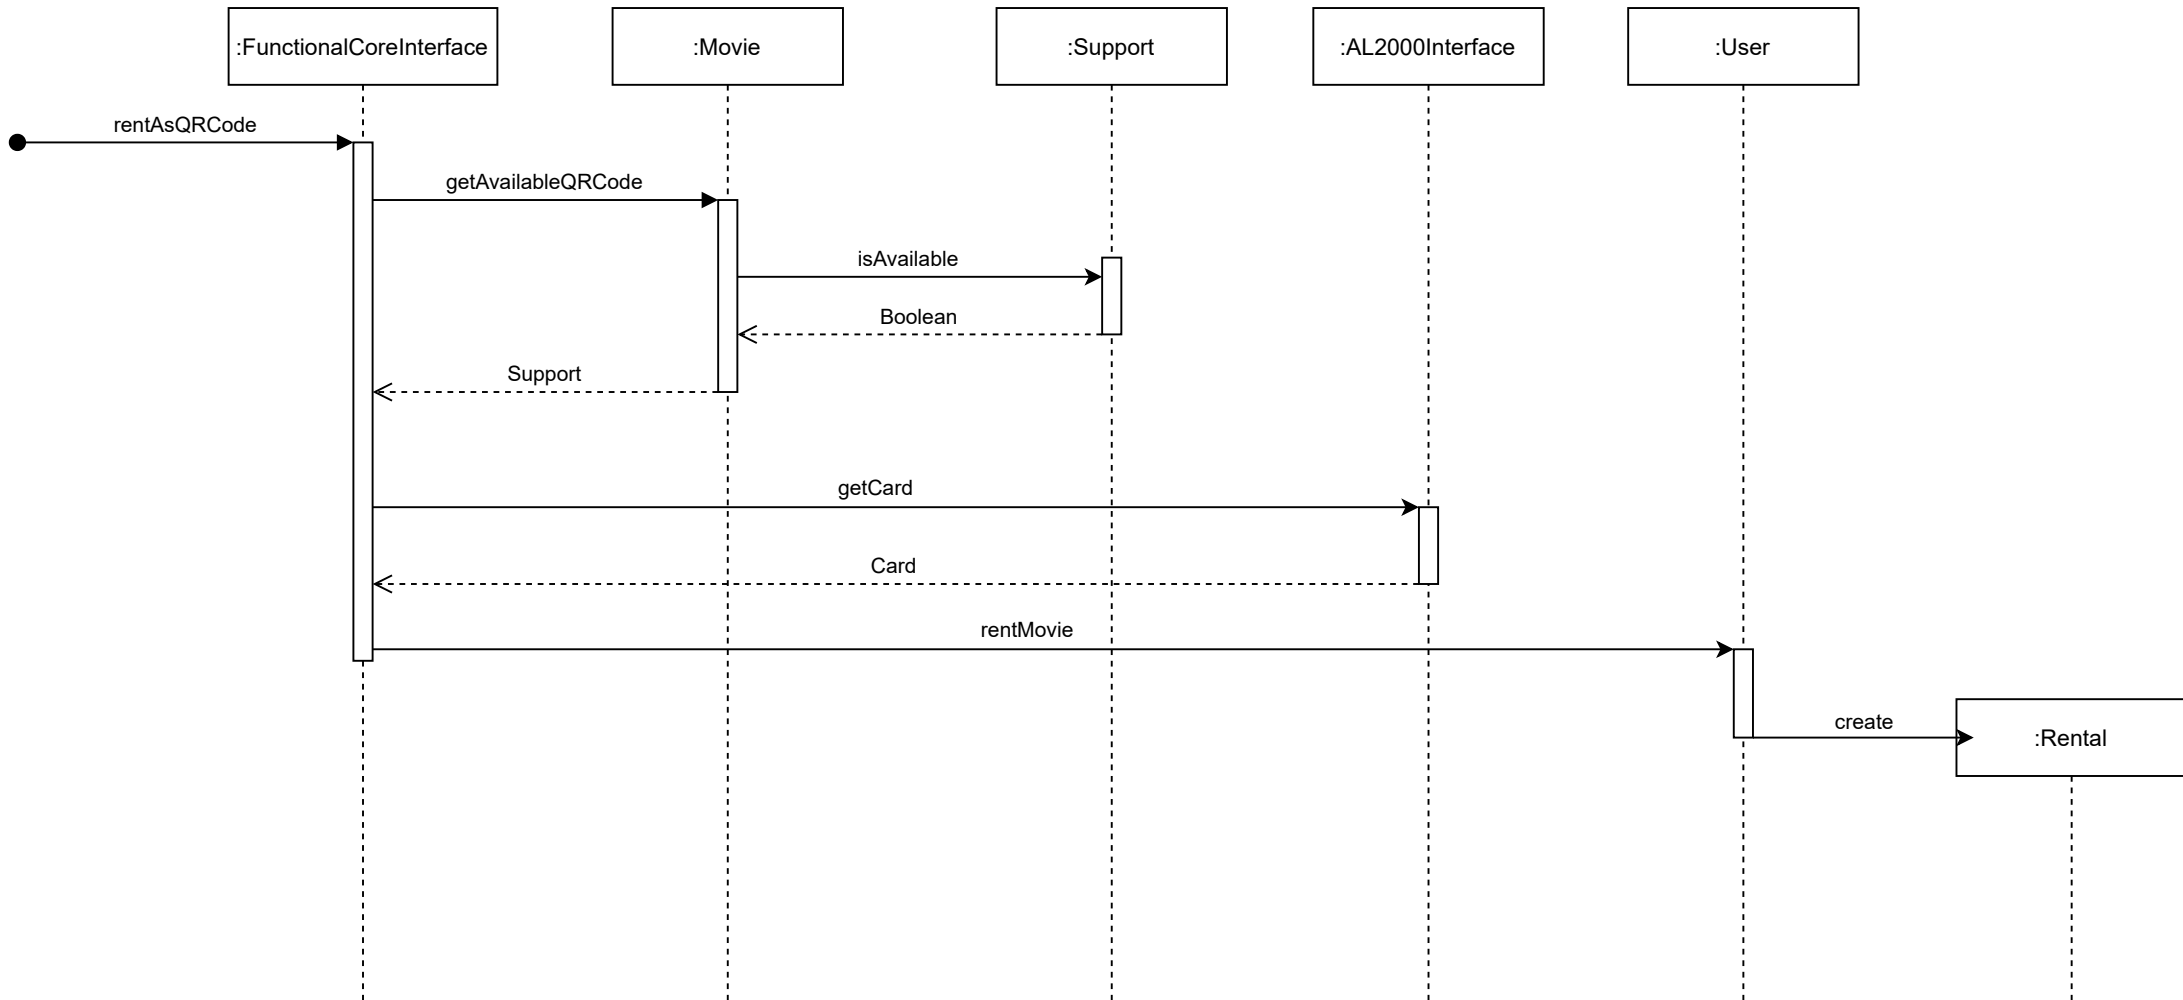 :FunctionalCoreInterface
:Movie
:Support
:AL2000Interface
:User
rentAsQRCode
getAvailableQRCode
isAvailable
Boolean
Support
getCard
Card
rentMovie
create
:Rental